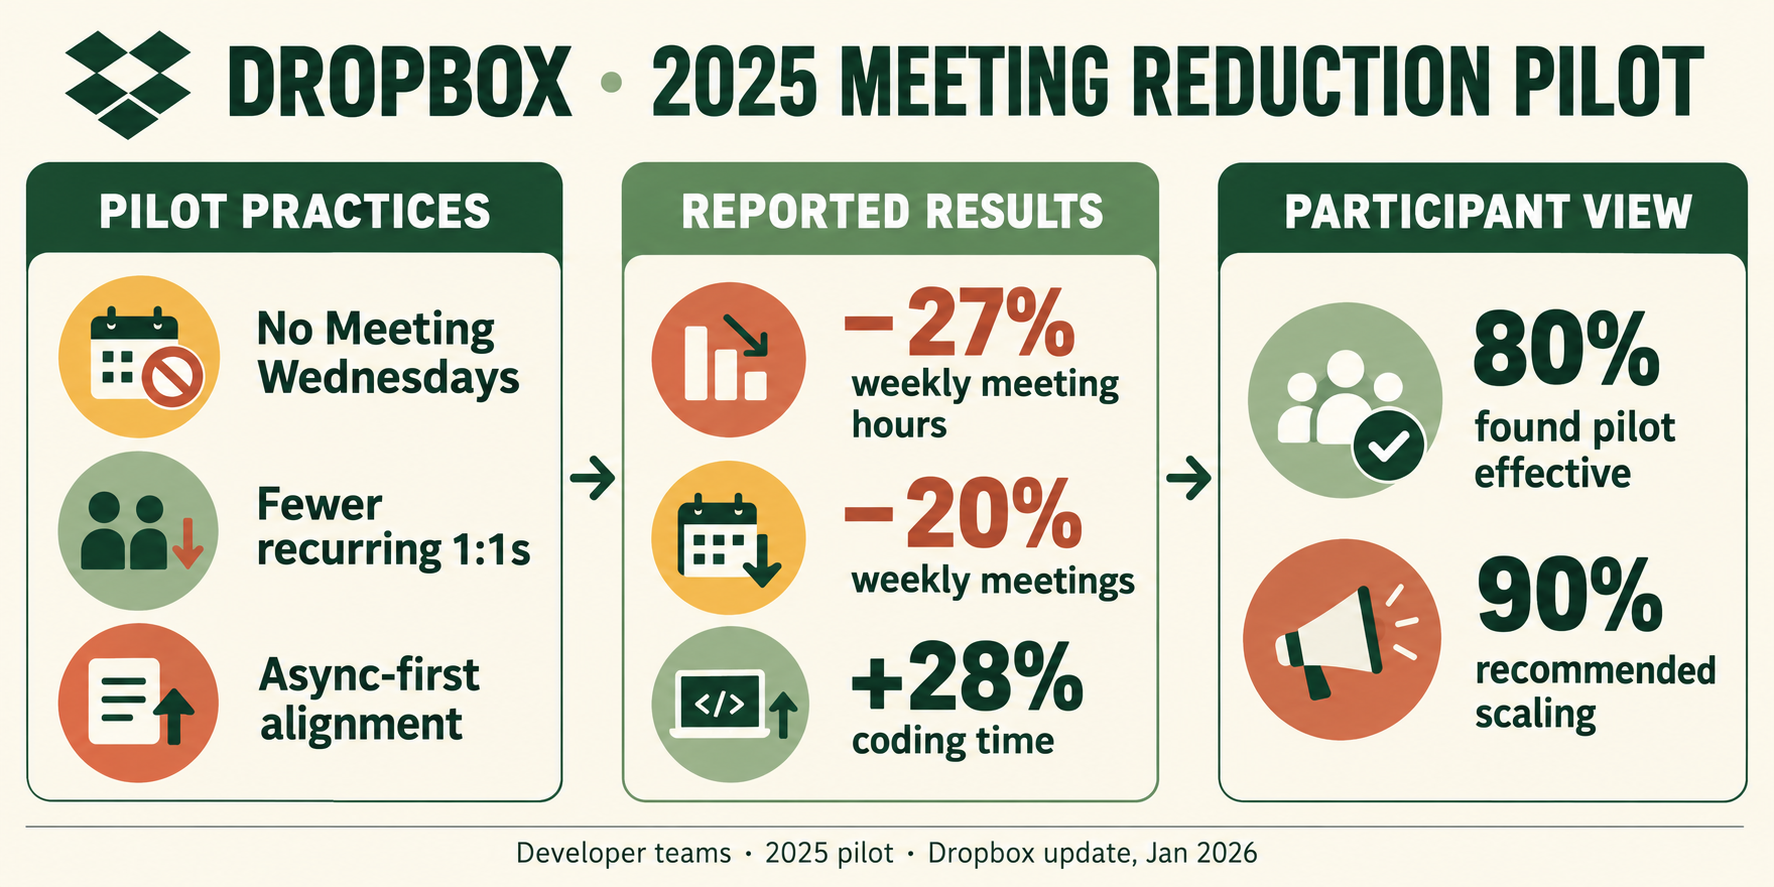 DROPBOX • 2025 MEETING REDUCTION PILOT
PILOT PRACTICES
No Meeting
Wednesdays
Fewer
recurring 1:1s
Async-first
alignment
REPORTED RESULTS
−27%
weekly meeting
hours
−20%
weekly meetings
</>
+28%
coding time
PARTICIPANT VIEW
80%
found pilot
effective
90%
recommended
scaling
Developer teams • 2025 pilot • Dropbox update, Jan 2026